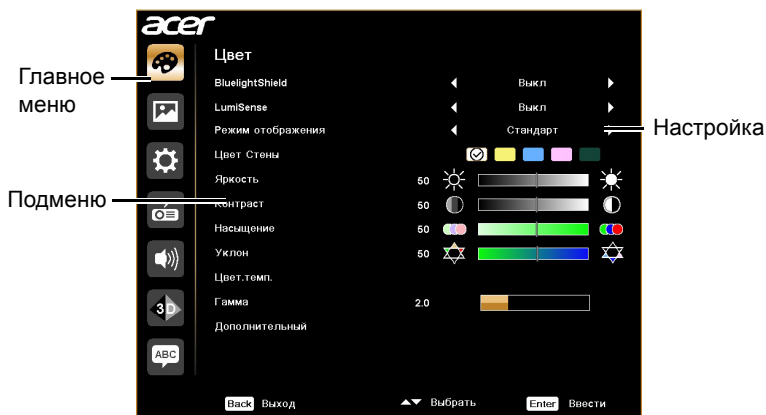 acer
Цвет
Главное
меню
BluelightShield Выкл
LumiSense Выкл
Режим отображения Стандарт
Настройка
Цвет Стены
Яркость 50
Подменю
Контраст 50
Насыщение 50
Уклон 50
Цвет.темп.
Гамма 2.0
3D
Дополнительный
ABC
Back Выход Выбрать Enter Ввести